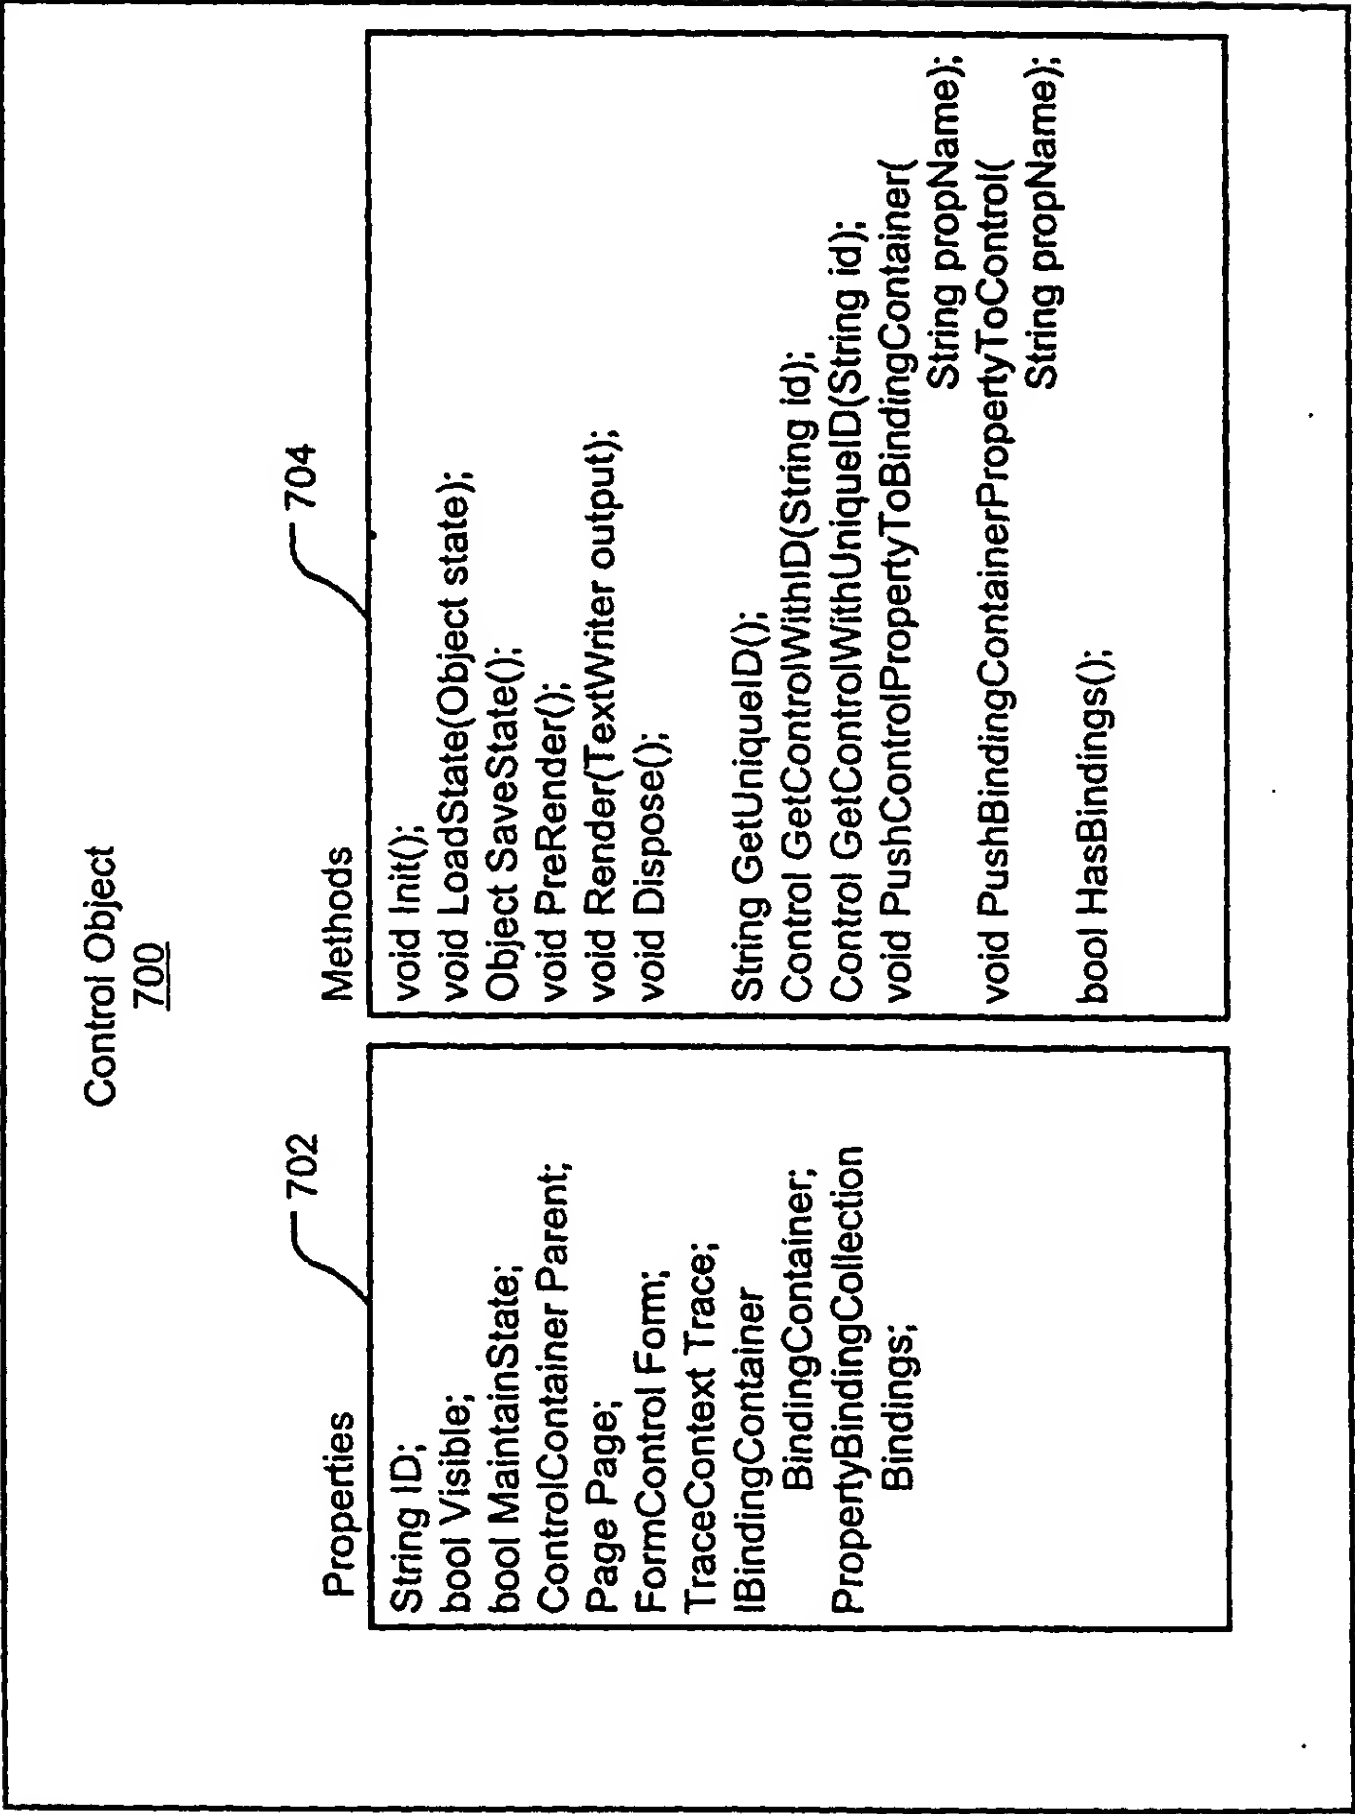 Control Object
700
Properties
702
String ID;
bool Visible;
bool MaintainState;
ControlContainer Parent;
Page Page;
FormControl Form;
TraceContext Trace;
IBindingContainer
BindingContainer;
PropertyBindingCollection
Bindings;
Methods
704
void Init();
void LoadState(Object state);
Object SaveState();
void PreRender();
void Render(TextWriter output);
void Dispose();
String GetUniqueID();
Control GetControlWithID(String id);
Control GetControlWithUniqueID(String id);
void PushControlPropertyToBindingContainer(
String propName);
void PushBindingContainerPropertyToControl(
String propName);
bool HasBindings();